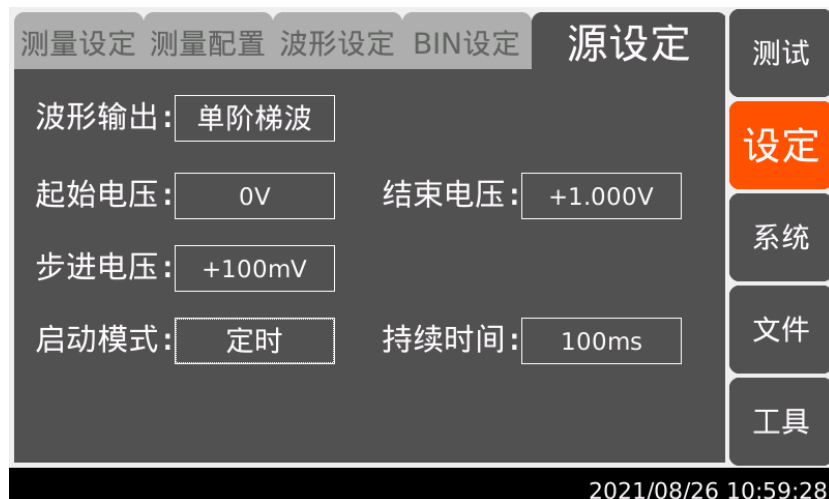 测量设定 测量配置 波形设定 BIN设定 源设定
测试
波形输出: 单阶梯波
设定
起始电压: 0V 结束电压: +1.000V
系统
步进电压: +100mV
启动模式: 定时 持续时间: 100ms
文件
工具
2021/08/26 10:59:28